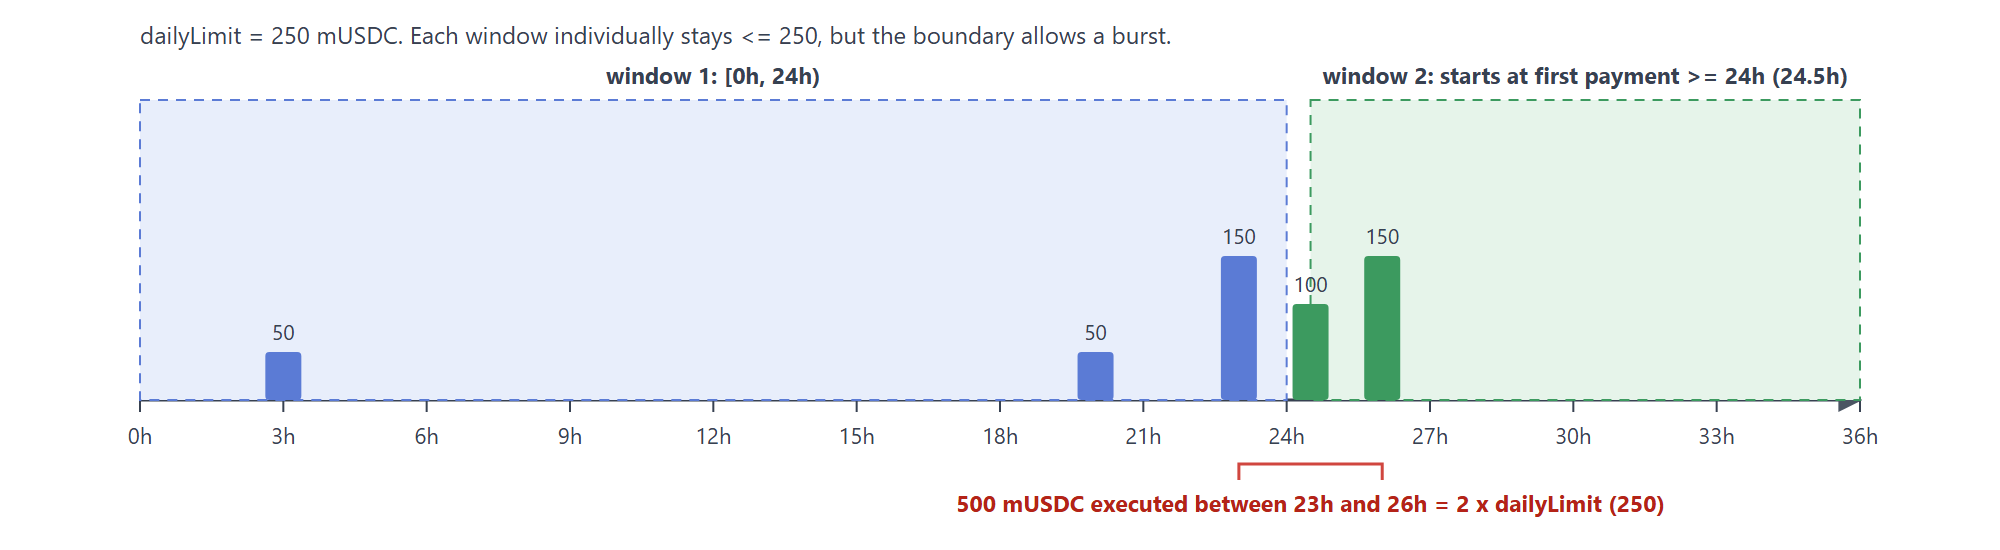 dailyLimit = 250 mUSDC. Each window individually stays <= 250, but the boundary allows a burst.
window 1: [0h, 24h)
window 2: starts at first payment >= 24h (24.5h)
150
150
100
50
50
0h
3h
6h
9h
12h
15h
18h
21h
24h
27h
30h
33h
36h
500 mUSDC executed between 23h and 26h = 2 x dailyLimit (250)